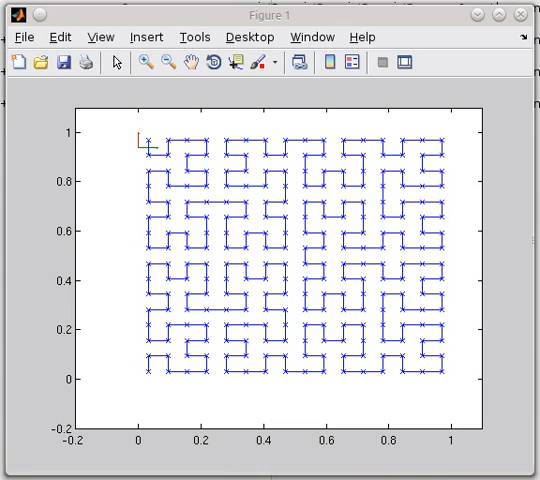 Figure 1
File Edit View Insert Tools Desktop Window Help
1
0.8
0.6
0.4
0.2
0
-0.2
-0.2 0 0.2 0.4 0.6 0.8 1